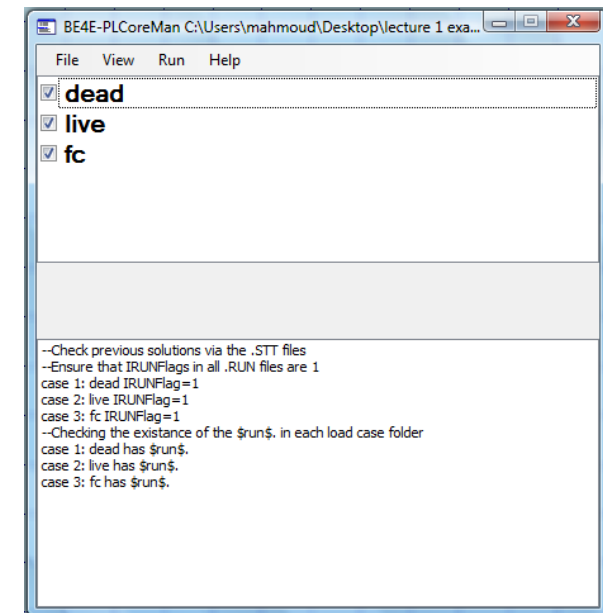 BE4E-PLCoreMan C:\Users\mahmoud\Desktop\lecture 1 exa...
File View Run Help
dead
live
fc
--Check previous solutions via the .STT files
--Ensure that IRUNFlags in all .RUN files are 1
case 1: dead IRUNFlag=1
case 2: live IRUNFlag=1
case 3: fc IRUNFlag=1
--Checking the existance of the $run$. in each load case folder
case 1: dead has $run$.
case 2: live has $run$.
case 3: fc has $run$.